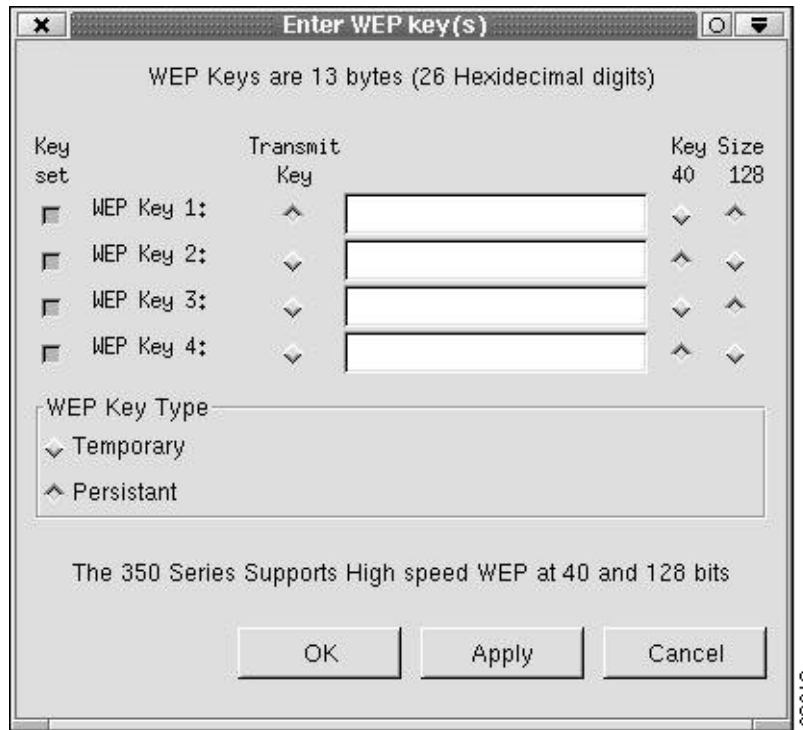 Enter WEP key(s)
WEP Keys are 13 bytes (26 Hexidecimal digits)
Key set
Transmit Key
Key Size
40 128
WEP Key 1:
WEP Key 2:
WEP Key 3:
WEP Key 4:
WEP Key Type
Temporary
Persistant
The 350 Series Supports High speed WEP at 40 and 128 bits
OK Apply Cancel